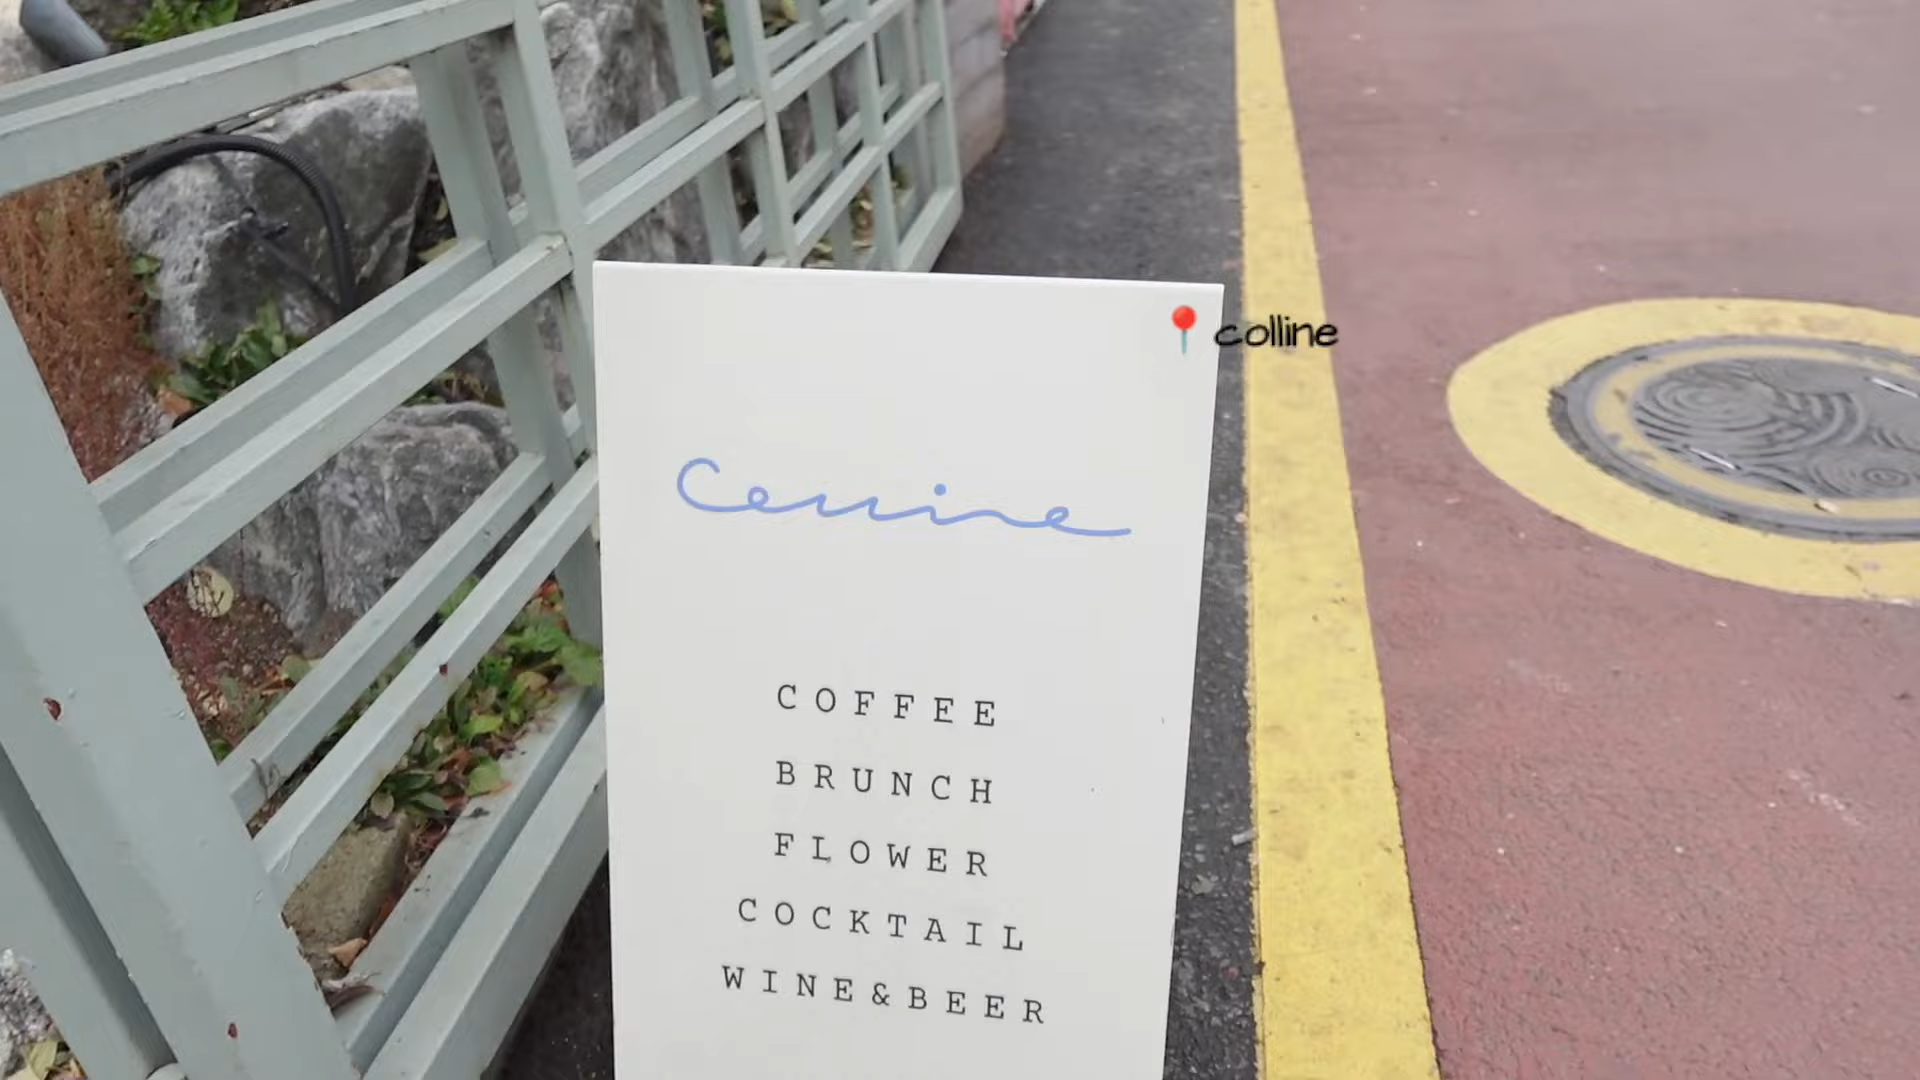 📍 colline
Colline
COFFEE
BRUNCH
FLOWER
COCKTAIL
WINE&BEER